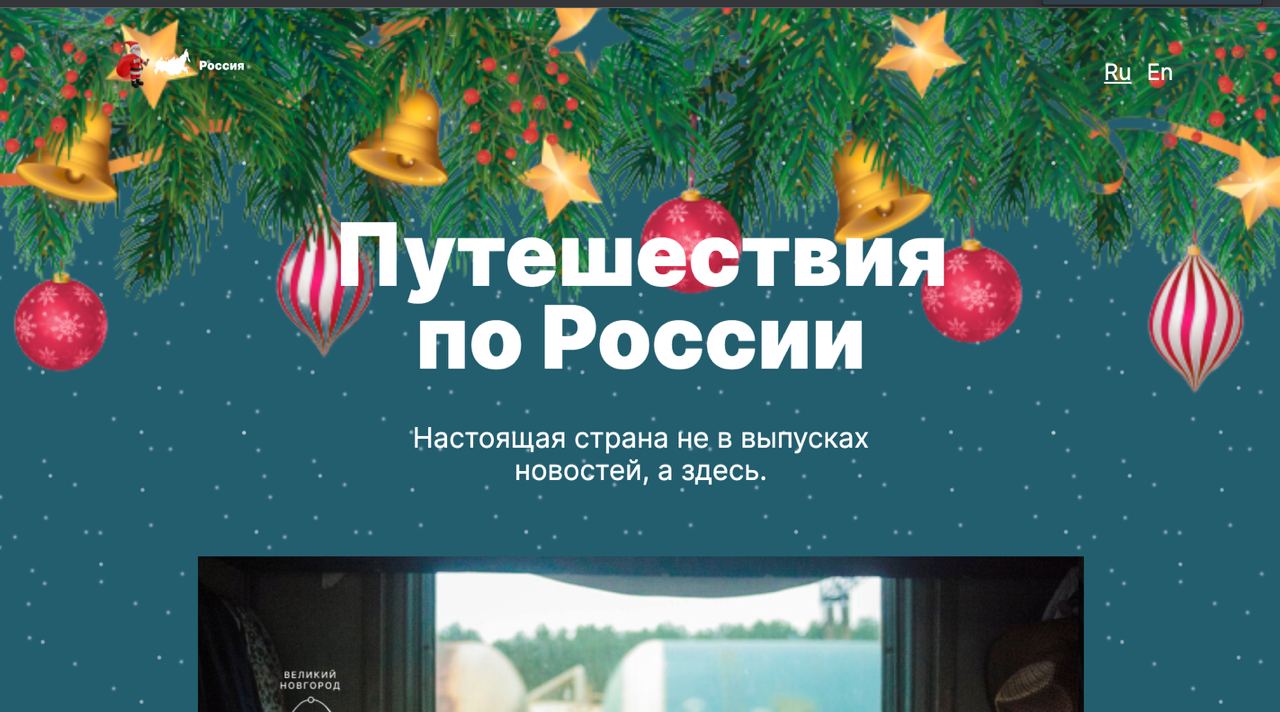 Россия
Ru En
Путешествия
по России
Настоящая страна не в выпусках
новостей, а здесь.
ВЕЛИКИЙ
НОВГОРОД